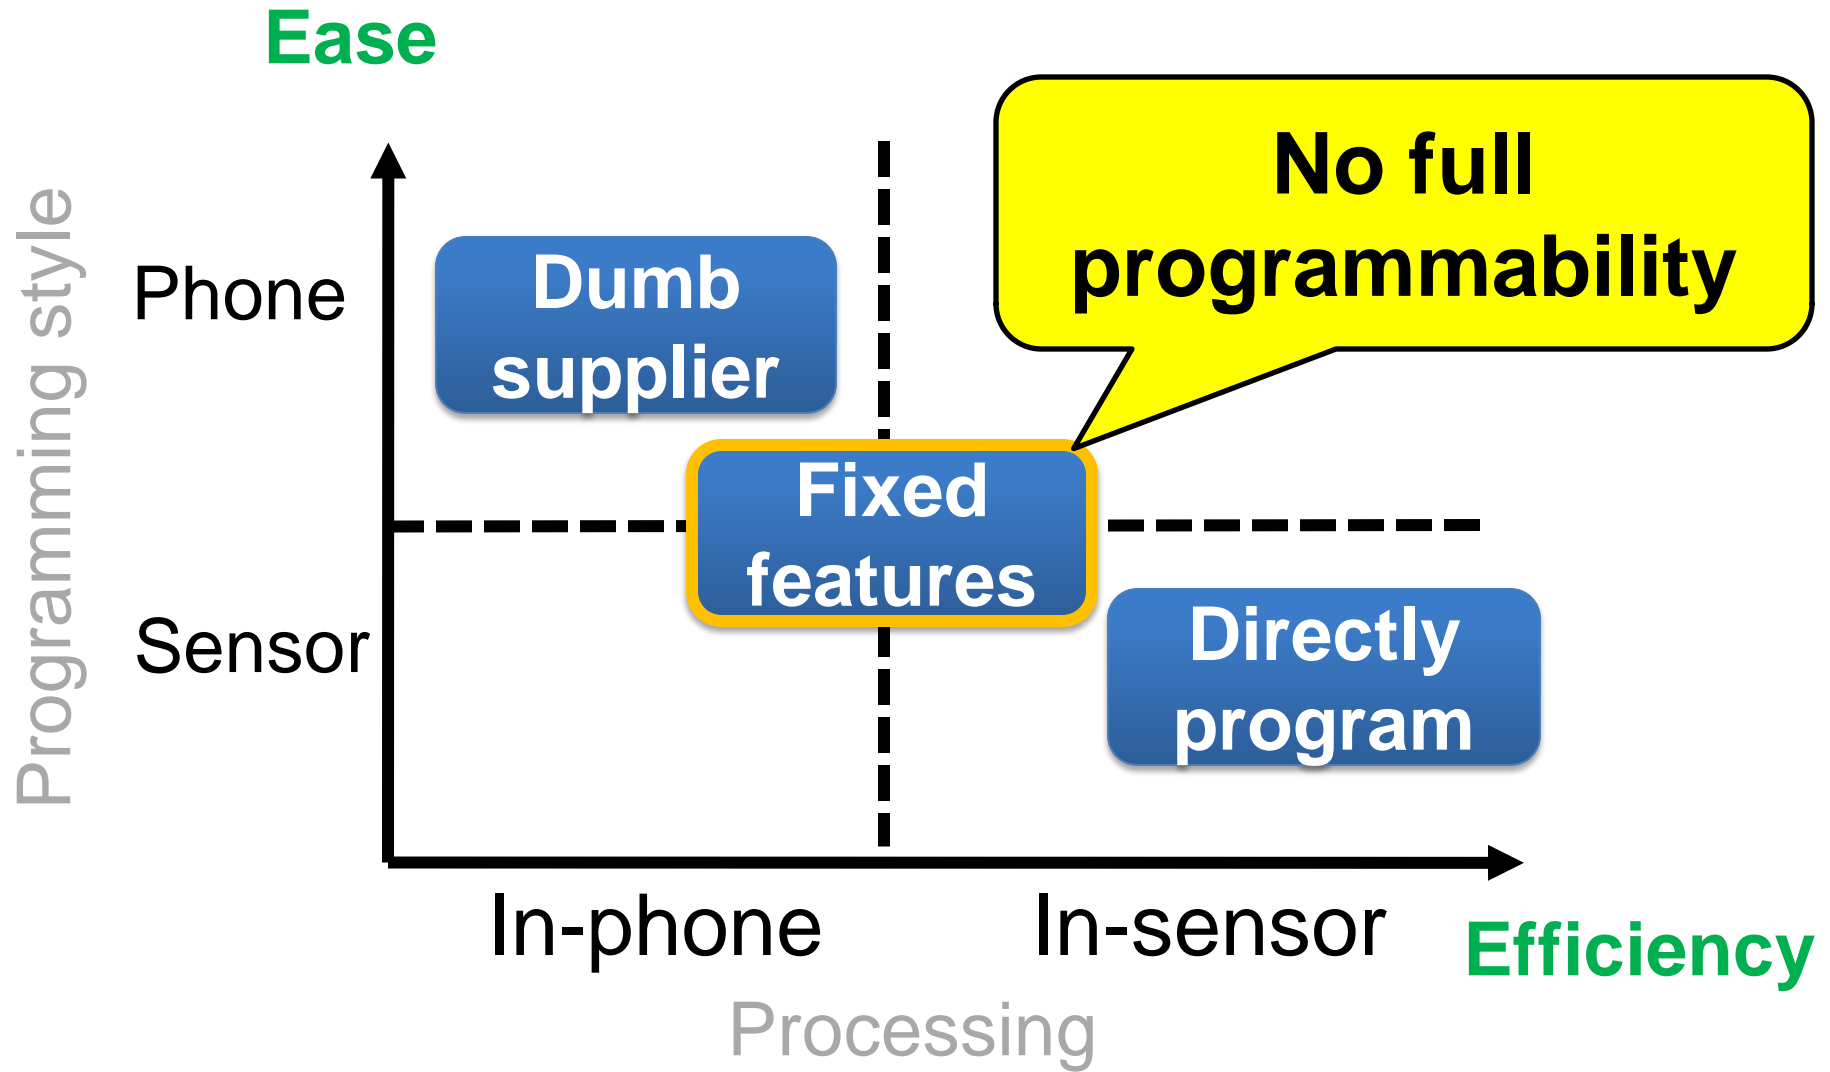 Ease
No full
programmability
Programming style
Phone
Dumb
supplier
Fixed
features
Sensor
Directly
program
In-phone
In-sensor
Efficiency
Processing